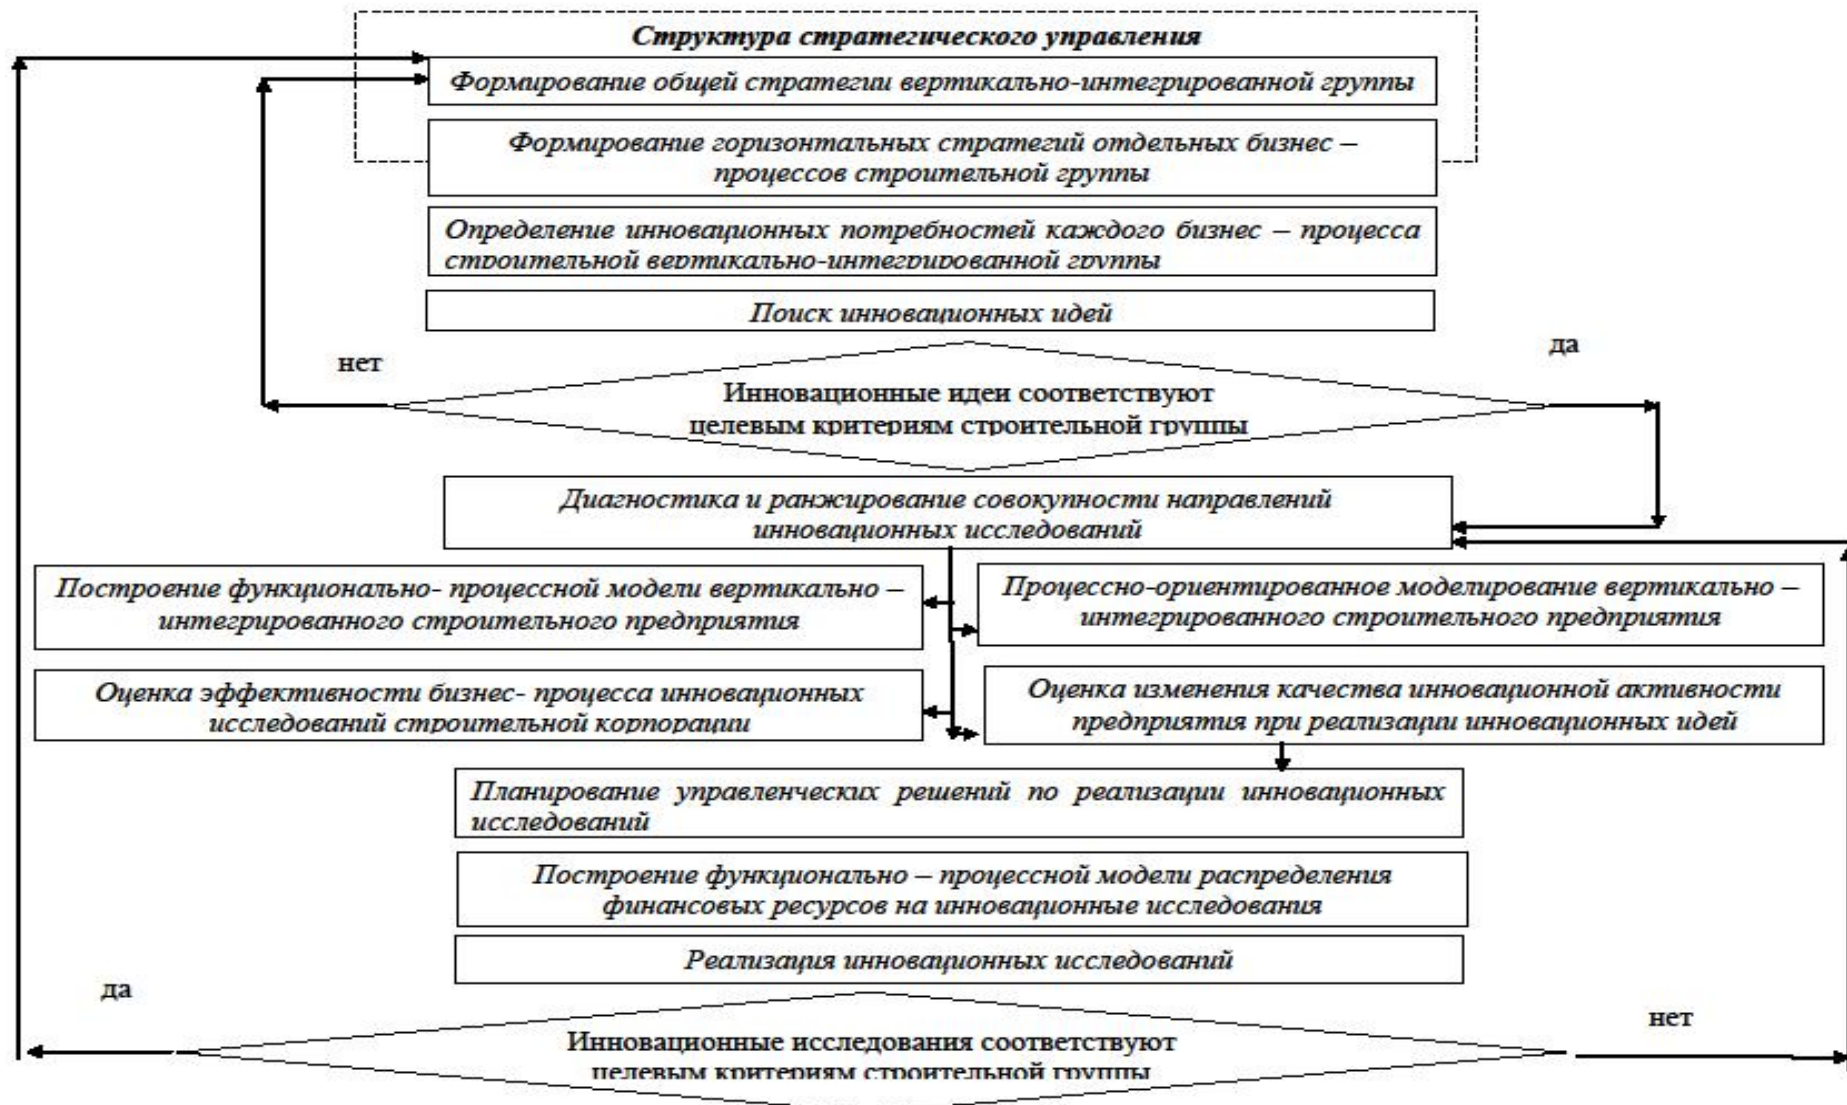 Структура стратегического управления
Формирование общей стратегии вертикально-интегрированной группы
Формирование горизонтальных стратегий отдельных бизнес –
процессов строительной группы
Определение инновационных потребностей каждого бизнес – процесса
строительной вертикально-интегрированной группы
Поиск инновационных идей
нет
да
Инновационные идеи соответствуют
целевым критериям строительной группы
Диагностика и ранжирование совокупности направлений
инновационных исследований
Построение функционально- процессной модели вертикально –
интегрированного строительного предприятия
Процессно-ориентированное моделирование вертикально –
интегрированного строительного предприятия
Оценка эффективности бизнес- процесса инновационных
исследований строительной корпорации
Оценка изменения качества инновационной активности
предприятия при реализации инновационных идей
Планирование управленческих решений по реализации инновационных
исследований
Построение функционально – процессной модели распределения
финансовых ресурсов на инновационные исследования
Реализация инновационных исследований
да
нет
Инновационные исследования соответствуют
целевым критериям строительной группы